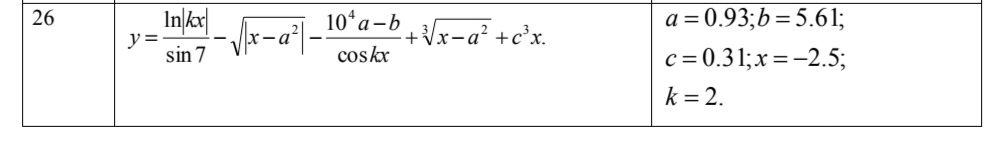 26
y = ln|kx| / sin 7 − √|x − a²| − (10⁴a − b) / cos kx + ∛(x − a²) + c³x.
a = 0.93; b = 5.61;
c = 0.31; x = −2.5;
k = 2.